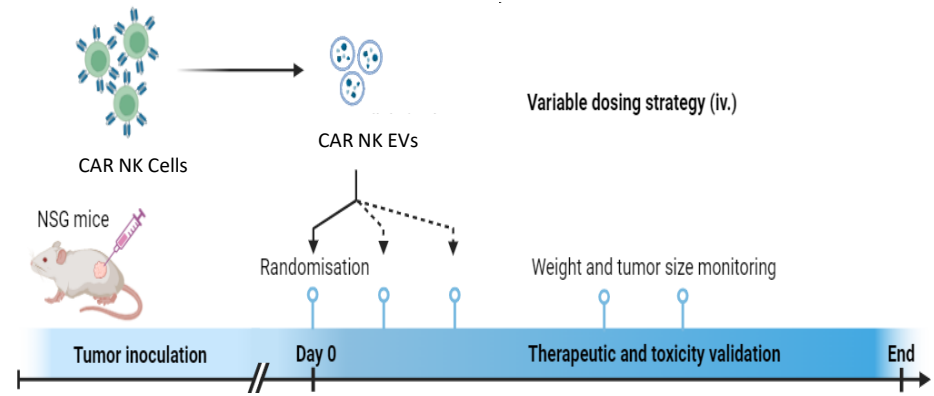 Variable dosing strategy (iv.)
CAR NK EVs
CAR NK Cells
NSG mice
Randomisation
Weight and tumor size monitoring
Tumor inoculation
Day 0
Therapeutic and toxicity validation
End